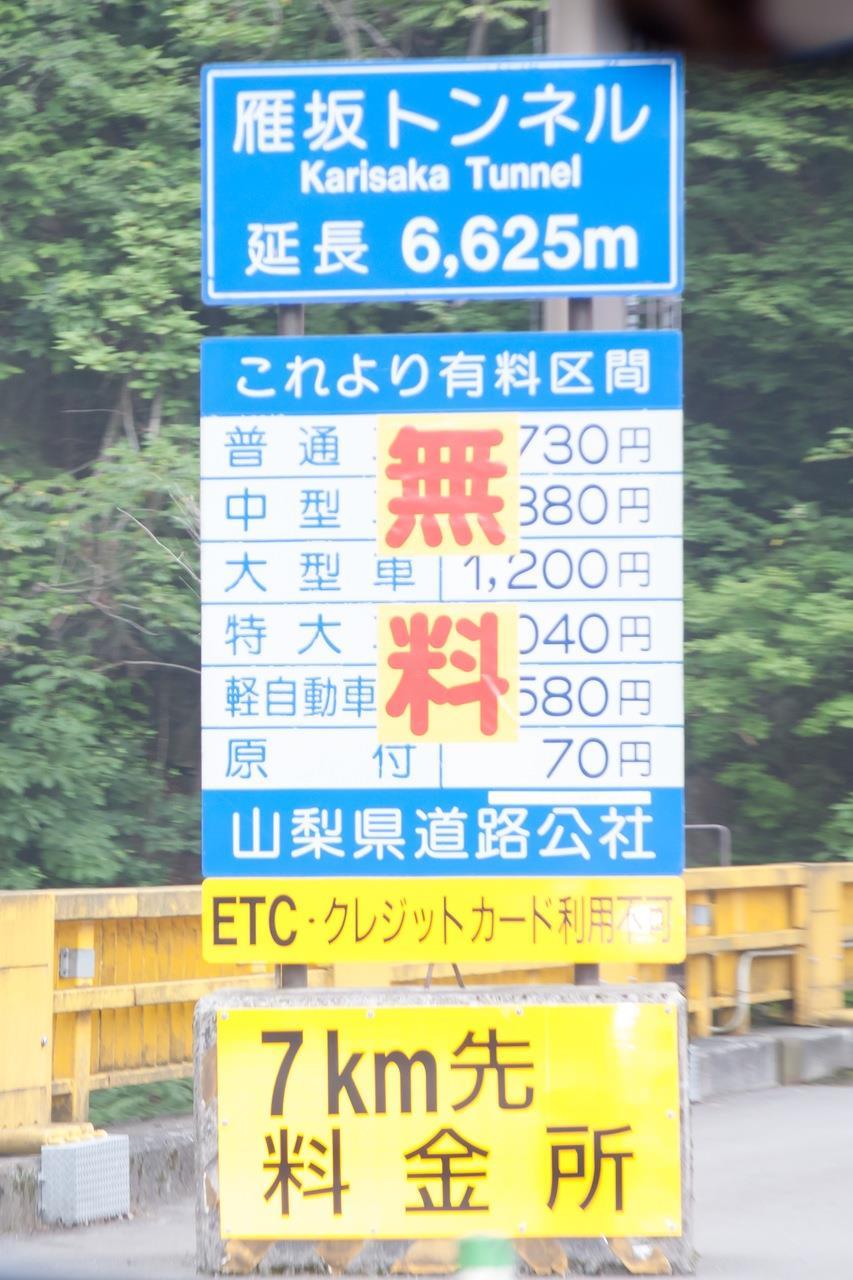 雁坂トンネル
Karisaka Tunnel
延長 6,625m
これより有料区間
普通 730円
中型 880円
大型車 1,200円
特大 040円
軽自動車 580円
原付 70円
無
料
山梨県道路公社
ETC・クレジットカード利用不可
7km先
料金所